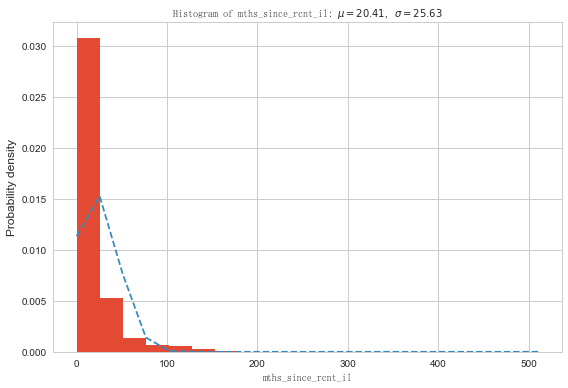 Histogram of mths_since_rcnt_il: μ = 20.41, σ = 25.63
Probability density
0.030
0.025
0.020
0.015
0.010
0.005
0.000
0 100 200 300 400 500
mths_since_rcnt_il